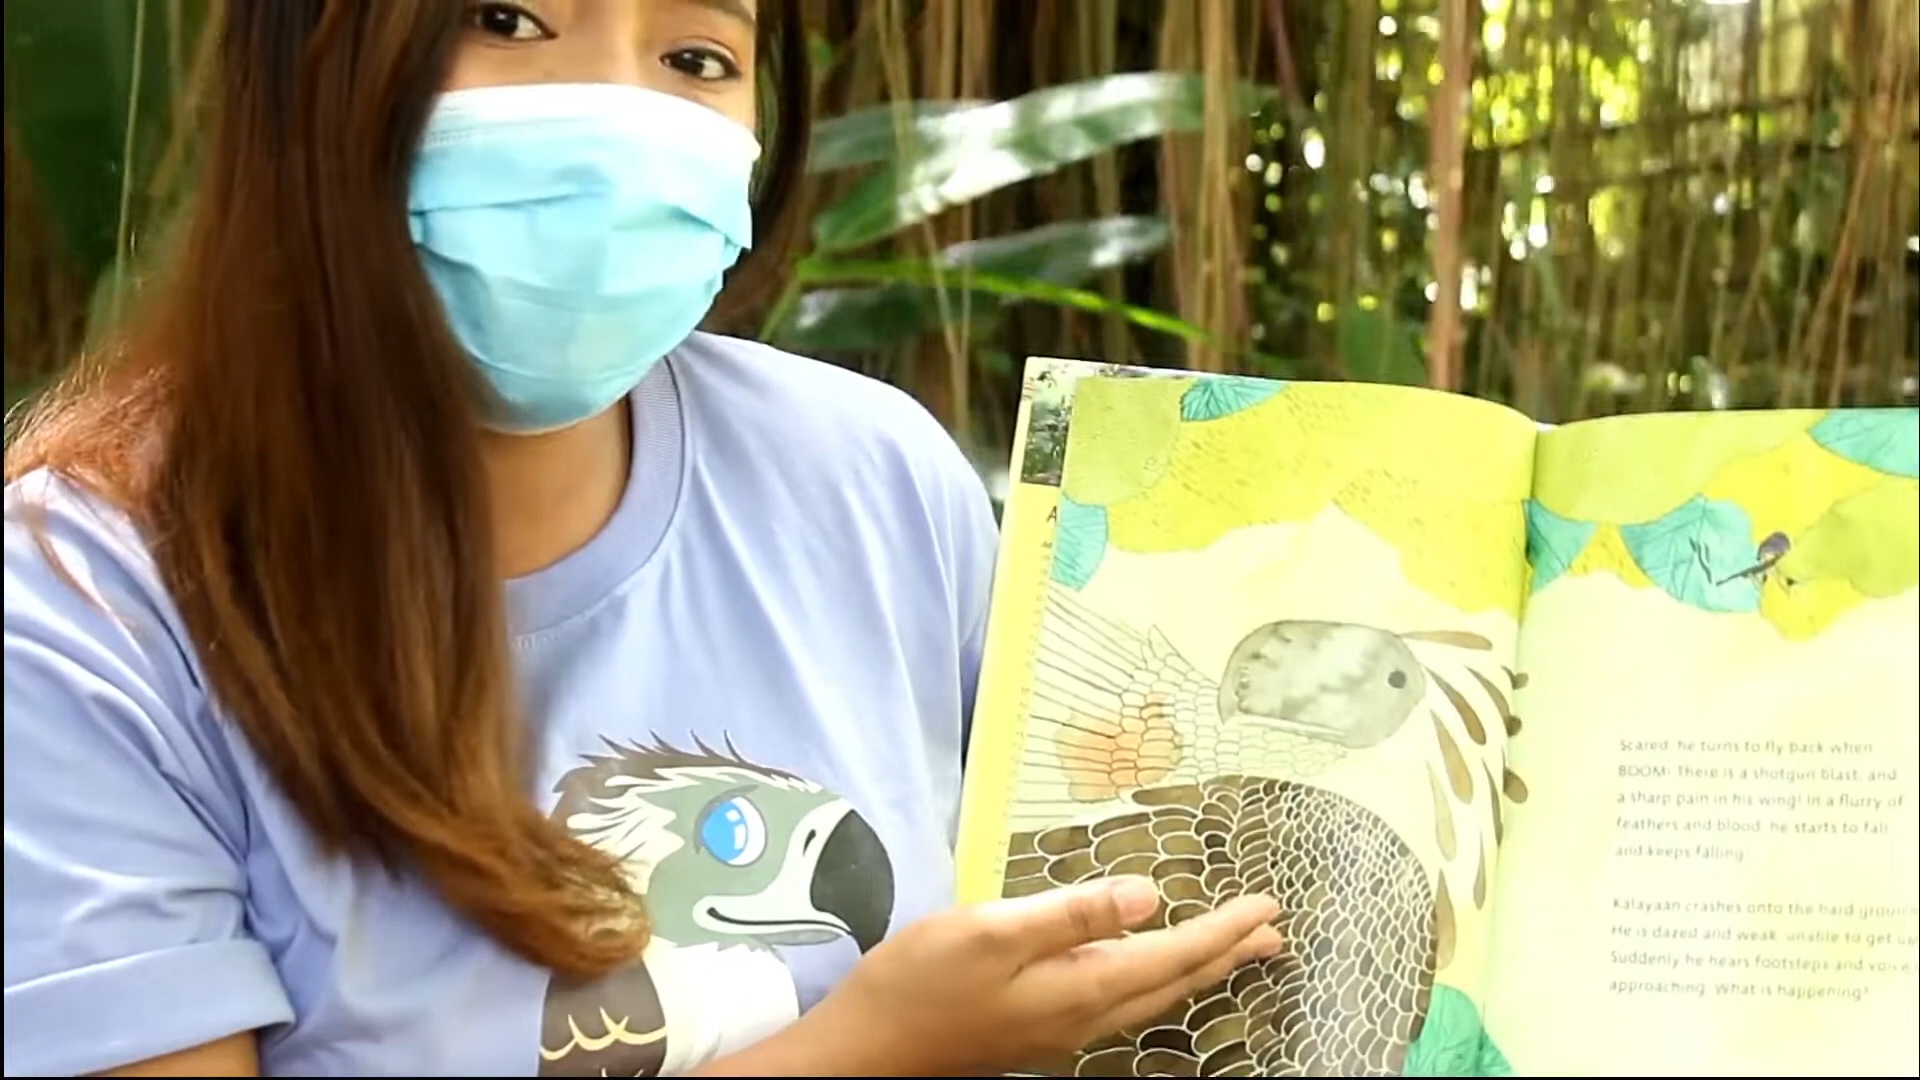 A
Scared, he turns to fly back when
BOOM! There is a shotgun blast, and
a sharp pain in his wing! In a flurry of
feathers and blood, he starts to fall
and keeps falling.
Kalayaan crashes onto the hard ground
He is dazed and weak, unable to get up
Suddenly he hears footsteps and voices
approaching. What is happening?